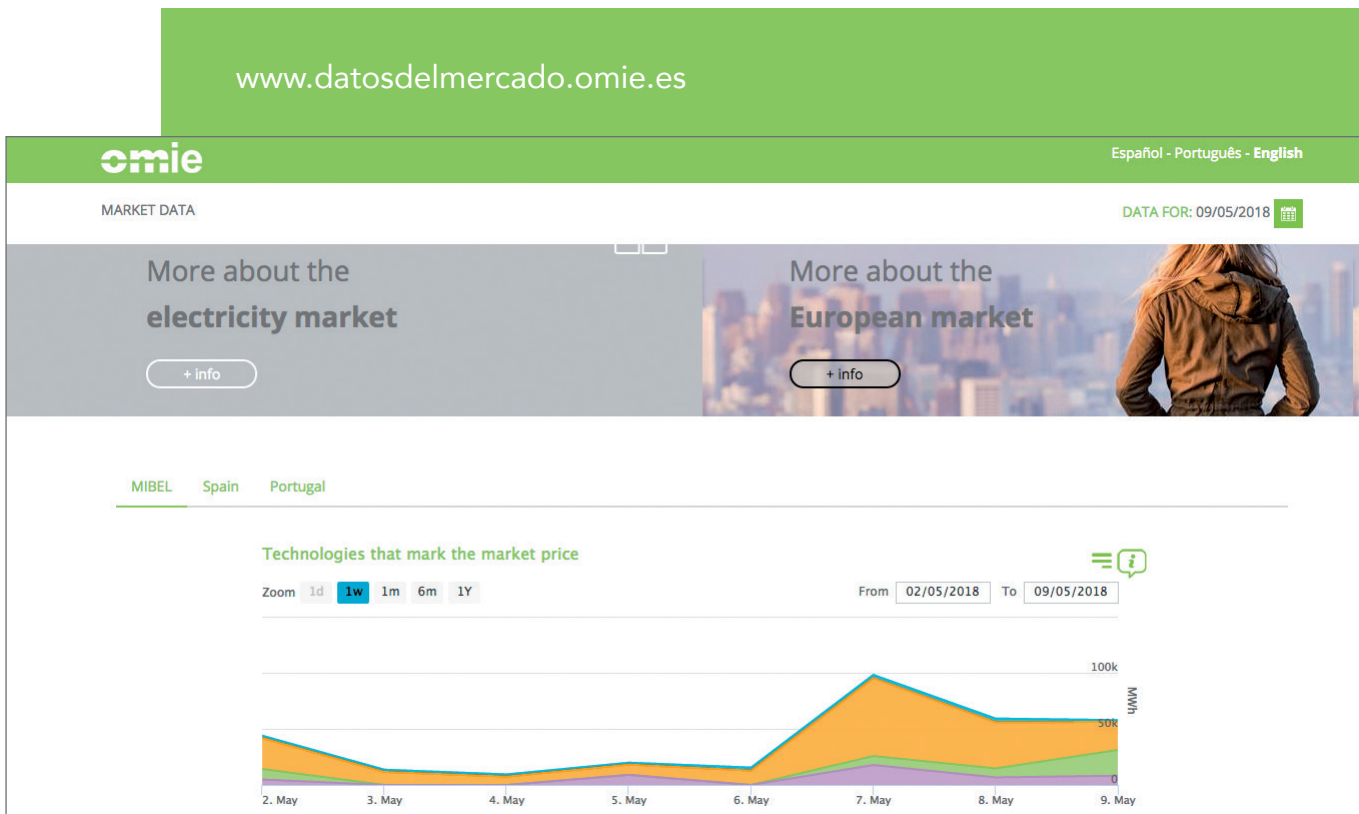 www.datosdelmercado.omie.es
omie
Español - Português - English
MARKET DATA
DATA FOR: 09/05/2018
More about the
electricity market
+ info
More about the
European market
+ info
MIBEL Spain Portugal
Technologies that mark the market price
i
Zoom 1d 1w 1m 6m 1Y
From 02/05/2018 To 09/05/2018
100k
50k
0
MWh
2. May 3. May 4. May 5. May 6. May 7. May 8. May 9. May